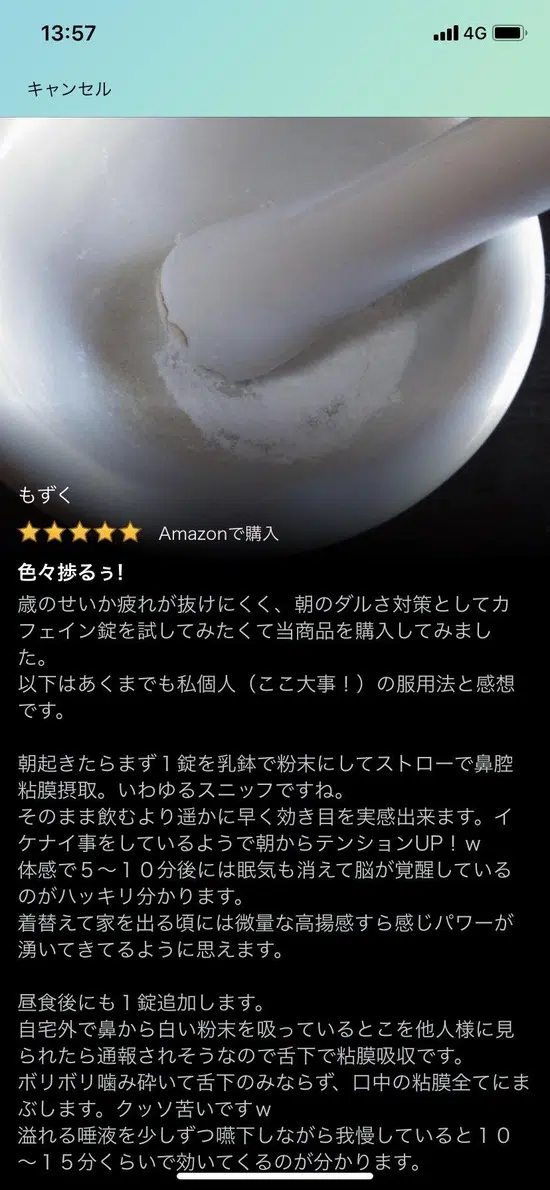 13:57
4G
キャンセル
もずく
Amazonで購入
色々捗るぅ!
歳のせいか疲れが抜けにくく、朝のダルさ対策としてカ
フェイン錠を試してみたくて当商品を購入してみまし
た。
以下はあくまでも私個人（ここ大事！）の服用法と感想
です。
朝起きたらまず１錠を乳鉢で粉末にしてストローで鼻腔
粘膜摂取。いわゆるスニッフですね。
そのまま飲むより遥かに早く効き目を実感出来ます。イ
ケナイ事をしているようで朝からテンションUP！ｗ
体感で５〜１０分後には眠気も消えて脳が覚醒している
のがハッキリ分かります。
着替えて家を出る頃には微量な高揚感すら感じパワーが
湧いてきてるように思えます。
昼食後にも１錠追加します。
自宅外で鼻から白い粉末を吸っているとこを他人様に見
られたら通報されそうなので舌下で粘膜吸収です。
ボリボリ噛み砕いて舌下のみならず、口中の粘膜全てにま
ぶします。クッソ苦いですｗ
溢れる唾液を少しずつ嚥下しながら我慢していると１０
〜１５分くらいで効いてくるのが分かります。